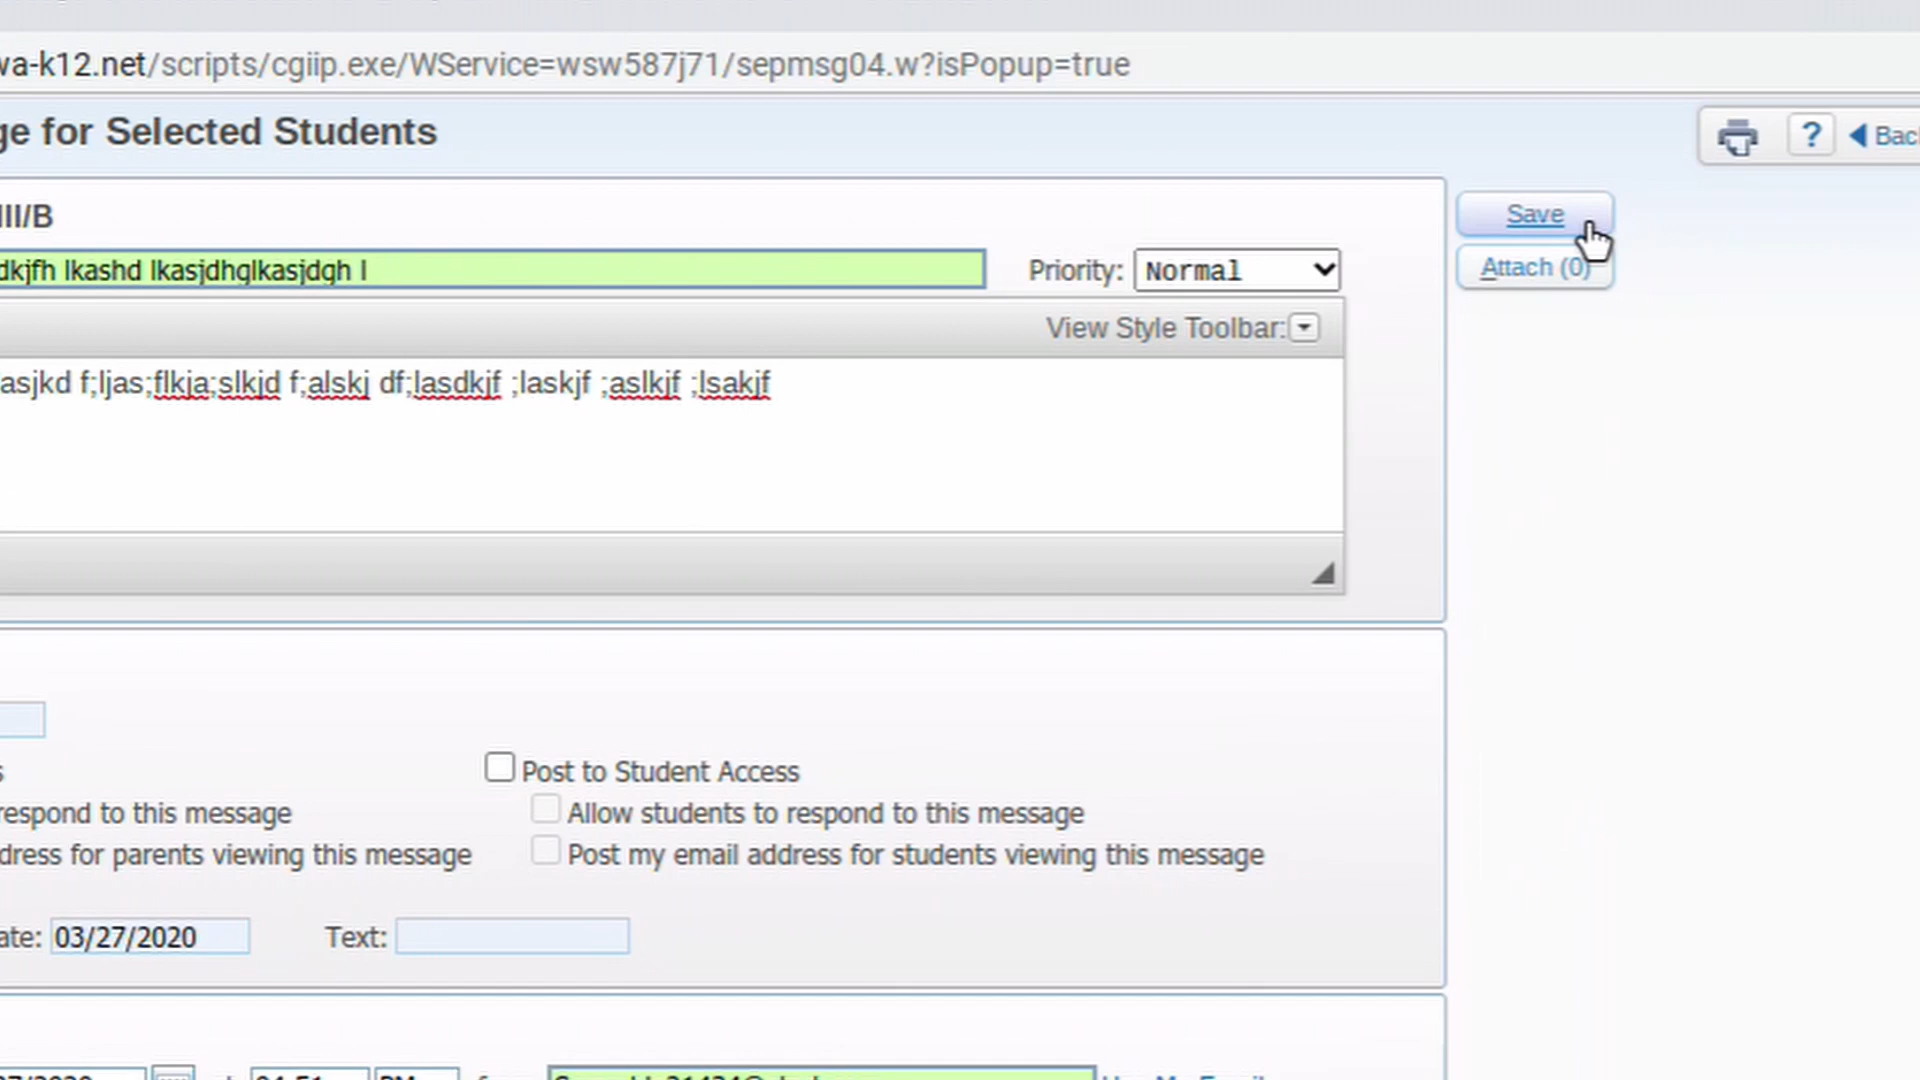 wa-k12.net/scripts/cgiip.exe/WService=wsw587j71/sepmsg04.w?isPopup=true
ge for Selected Students
? Bac
III/B
Save
dkjfh lkashd lkasjdhglkasjdgh l
Priority: Normal
Attach (0)
View Style Toolbar:
asjkd f;ljas;flkja;slkjd f;alskj df;lasdkjf ;laskjf ;aslkjf ;lsakjf
s
Post to Student Access
respond to this message
Allow students to respond to this message
dress for parents viewing this message
Post my email address for students viewing this message
ate: 03/27/2020
Text: